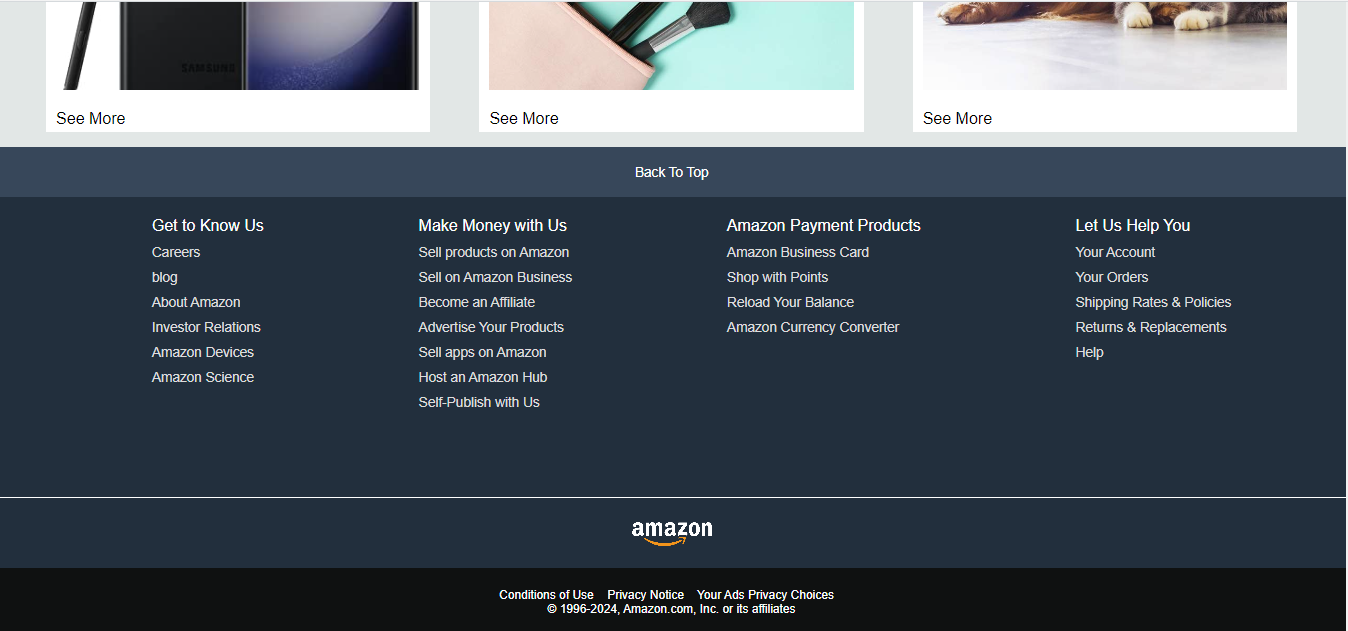 SAMSUNG
See More
See More
See More
Back To Top
Get to Know Us
Careers
blog
About Amazon
Investor Relations
Amazon Devices
Amazon Science
Make Money with Us
Sell products on Amazon
Sell on Amazon Business
Become an Affiliate
Advertise Your Products
Sell apps on Amazon
Host an Amazon Hub
Self-Publish with Us
Amazon Payment Products
Amazon Business Card
Shop with Points
Reload Your Balance
Amazon Currency Converter
Let Us Help You
Your Account
Your Orders
Shipping Rates & Policies
Returns & Replacements
Help
amazon
Conditions of Use Privacy Notice Your Ads Privacy Choices
© 1996-2024, Amazon.com, Inc. or its affiliates